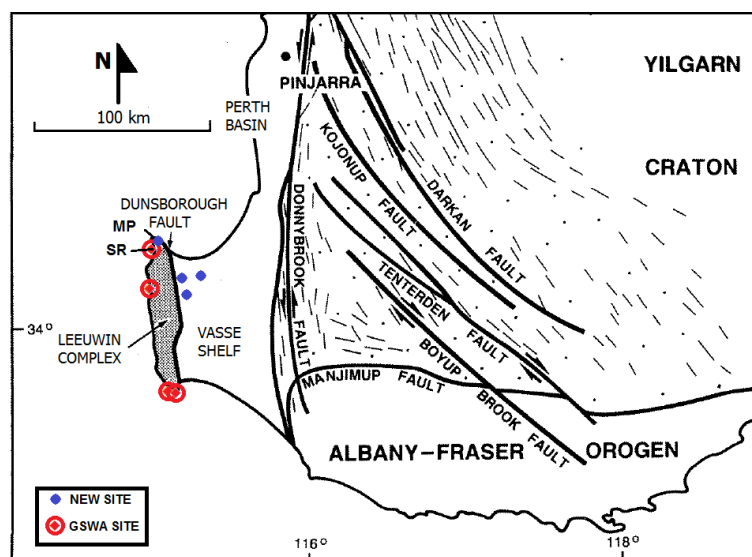 YILGARN
CRATON
N
100 km
PINJARRA
PERTH
BASIN
KOJONUP
FAULT
DARKAN
FAULT
DUNSBOROUGH
FAULT
MP
SR
DONNYBROOK
FAULT
TENTERDEN
FAULT
34°
LEEUWIN
COMPLEX
VASSE
SHELF
BOYUP
BROOK
FAULT
MANJIMUP FAULT
ALBANY–FRASER OROGEN
NEW SITE
GSWA SITE
116°
118°